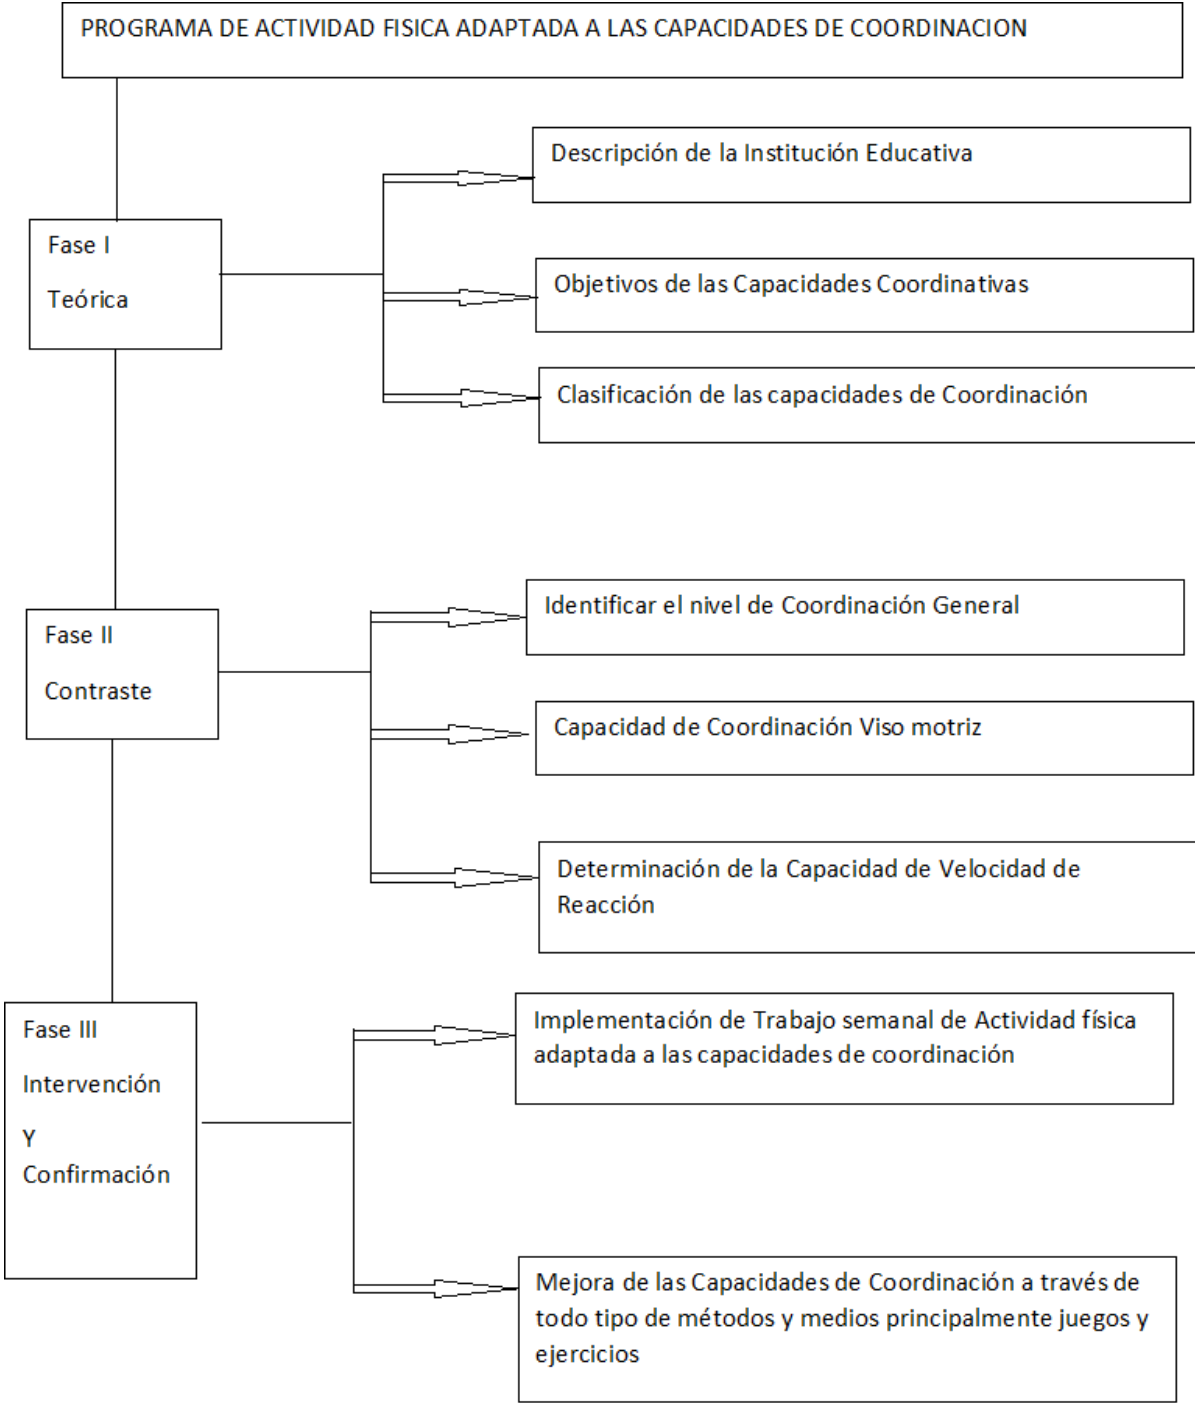 PROGRAMA DE ACTIVIDAD FISICA ADAPTADA A LAS CAPACIDADES DE COORDINACION
Fase I
Teórica
Descripción de la Institución Educativa
Objetivos de las Capacidades Coordinativas
Clasificación de las capacidades de Coordinación
Fase II
Contraste
Identificar el nivel de Coordinación General
Capacidad de Coordinación Viso motriz
Determinación de la Capacidad de Velocidad de
Reacción
Fase III
Intervención
Y
Confirmación
Implementación de Trabajo semanal de Actividad física
adaptada a las capacidades de coordinación
Mejora de las Capacidades de Coordinación a través de
todo tipo de métodos y medios principalmente juegos y
ejercicios